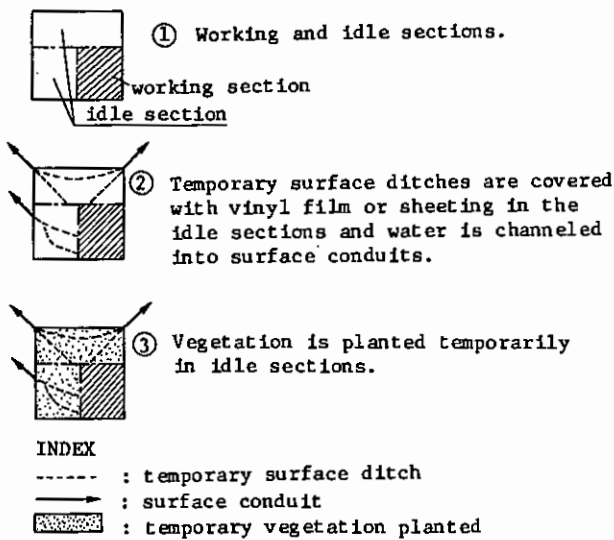 ① Working and idle sections.
working section
idle section
② Temporary surface ditches are covered
with vinyl film or sheeting in the
idle sections and water is channeled
into surface conduits.
③ Vegetation is planted temporarily
in idle sections.
INDEX
: temporary surface ditch
: surface conduit
: temporary vegetation planted